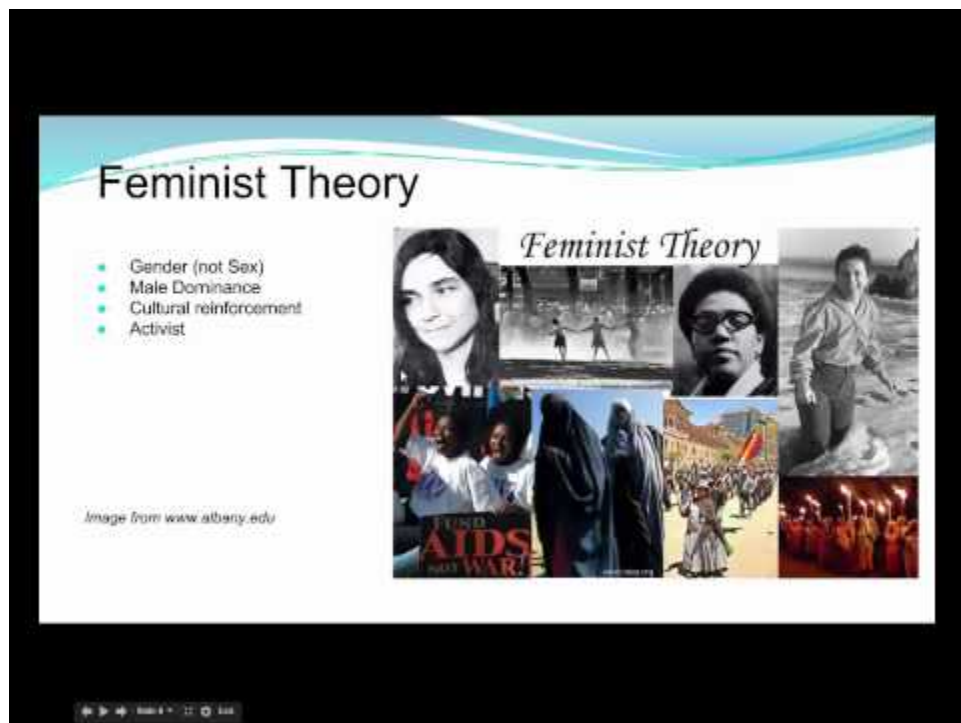 Feminist Theory
Gender (not Sex)
Male Dominance
Cultural reinforcement
Activist
Image from www.albany.edu
Feminist Theory
FUND
AIDS
NOT WAR!